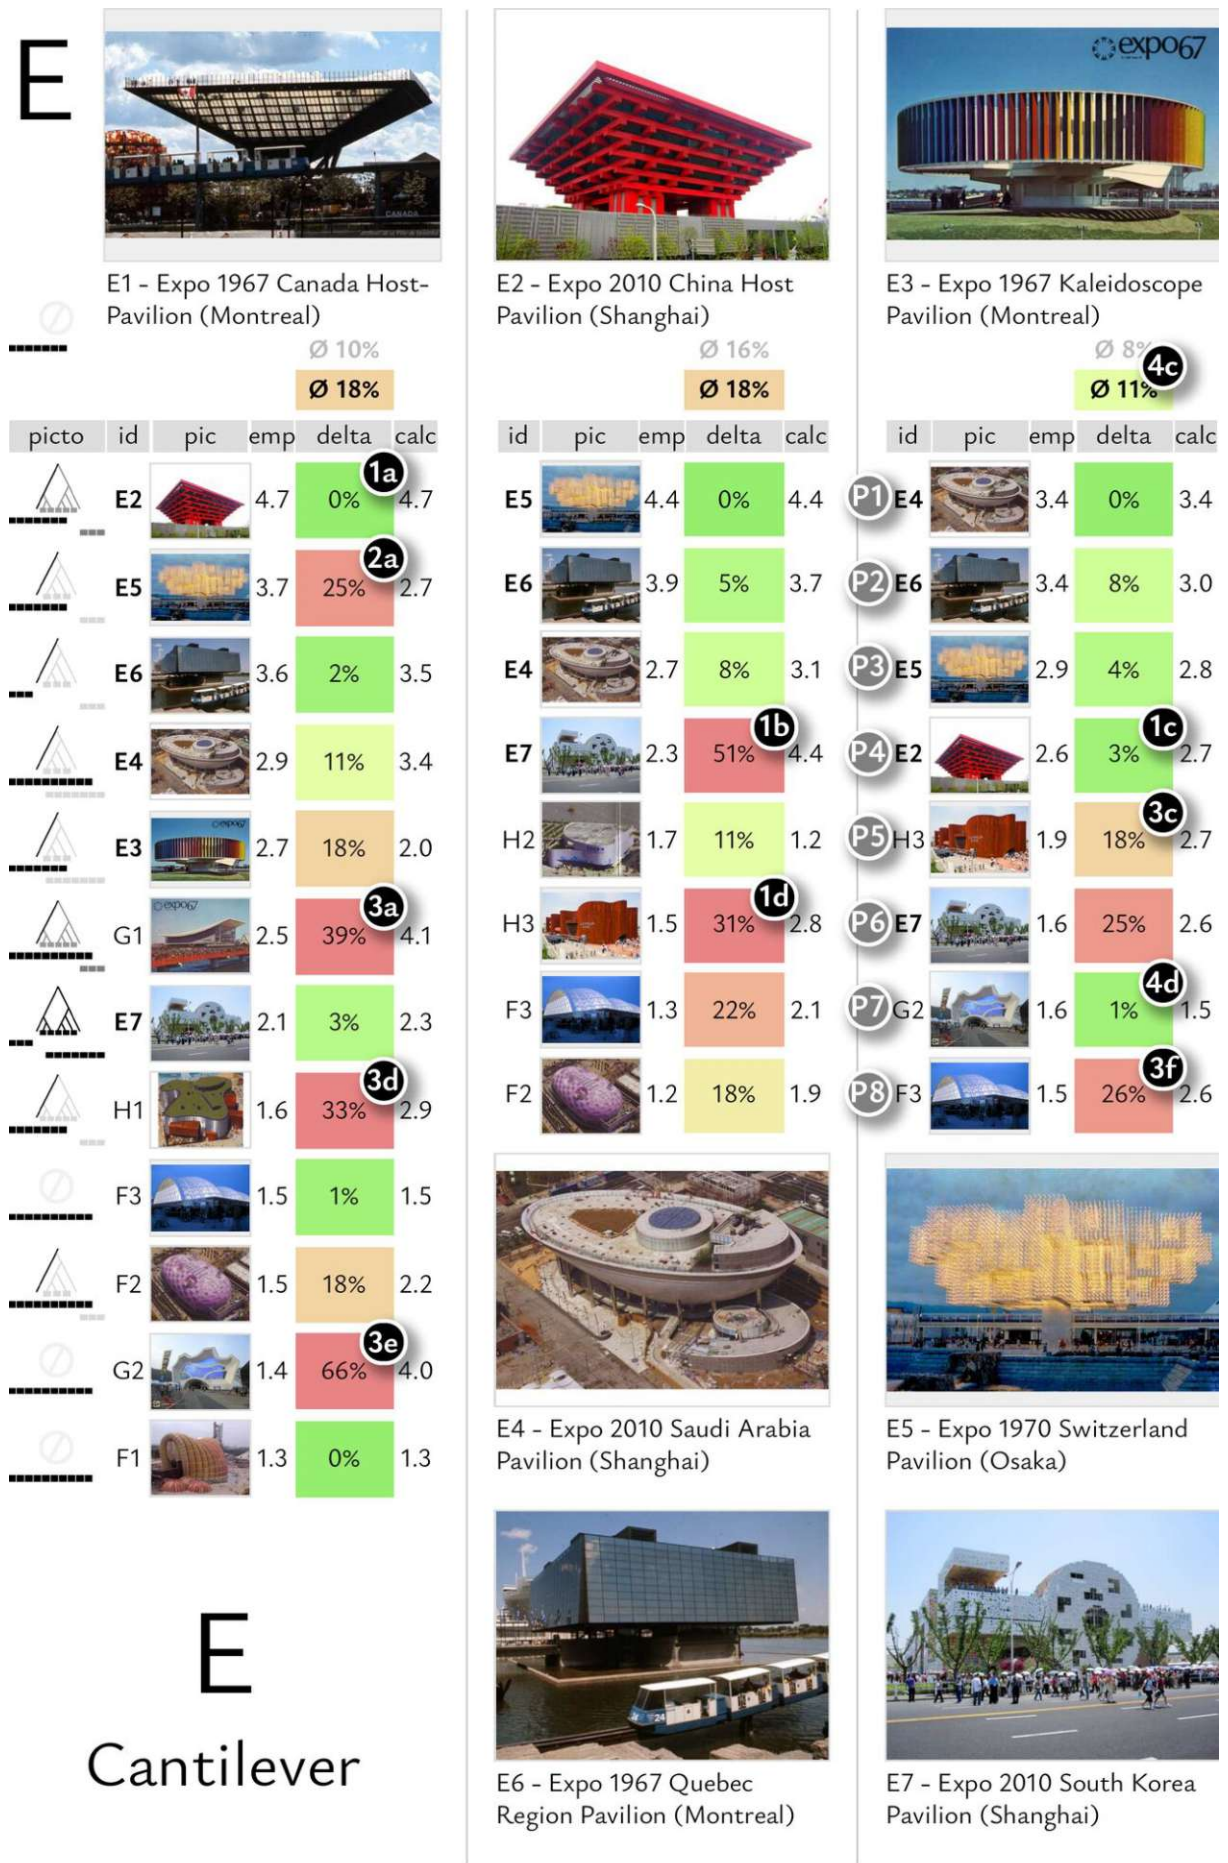 E
expo67
E1 - Expo 1967 Canada Host-
Pavilion (Montreal)
E2 - Expo 2010 China Host
Pavilion (Shanghai)
E3 - Expo 1967 Kaleidoscope
Pavilion (Montreal)
CANADA
Ø 10%
Ø 18%
Ø 16%
Ø 18%
Ø 8%
Ø 11% 4c
picto id pic emp delta calc
E2 4.7 0% 1a 4.7
E5 3.7 25% 2a 2.7
E6 3.6 2% 3.5
E4 2.9 11% 3.4
E3 expo67 2.7 18% 2.0
G1 expo67 2.5 39% 3a 4.1
E7 2.1 3% 2.3
H1 1.6 33% 3d 2.9
F3 1.5 1% 1.5
F2 1.5 18% 2.2
G2 1.4 66% 3e 4.0
F1 1.3 0% 1.3
id pic emp delta calc
E5 4.4 0% 4.4
E6 3.9 5% 3.7
E4 2.7 8% 3.1
E7 2.3 51% 1b 4.4
H2 1.7 11% 1.2
H3 1.5 31% 1d 2.8
F3 1.3 22% 2.1
F2 1.2 18% 1.9
id pic emp delta calc
P1 E4 3.4 0% 3.4
P2 E6 3.4 8% 3.0
P3 E5 2.9 4% 2.8
P4 E2 2.6 3% 1c 2.7
P5 H3 1.9 18% 3c 2.7
P6 E7 1.6 25% 2.6
P7 G2 1.6 1% 4d 1.5
P8 F3 1.5 26% 3f 2.6
E4 - Expo 2010 Saudi Arabia
Pavilion (Shanghai)
E5 - Expo 1970 Switzerland
Pavilion (Osaka)
24
E6 - Expo 1967 Quebec
Region Pavilion (Montreal)
E7 - Expo 2010 South Korea
Pavilion (Shanghai)
E
Cantilever